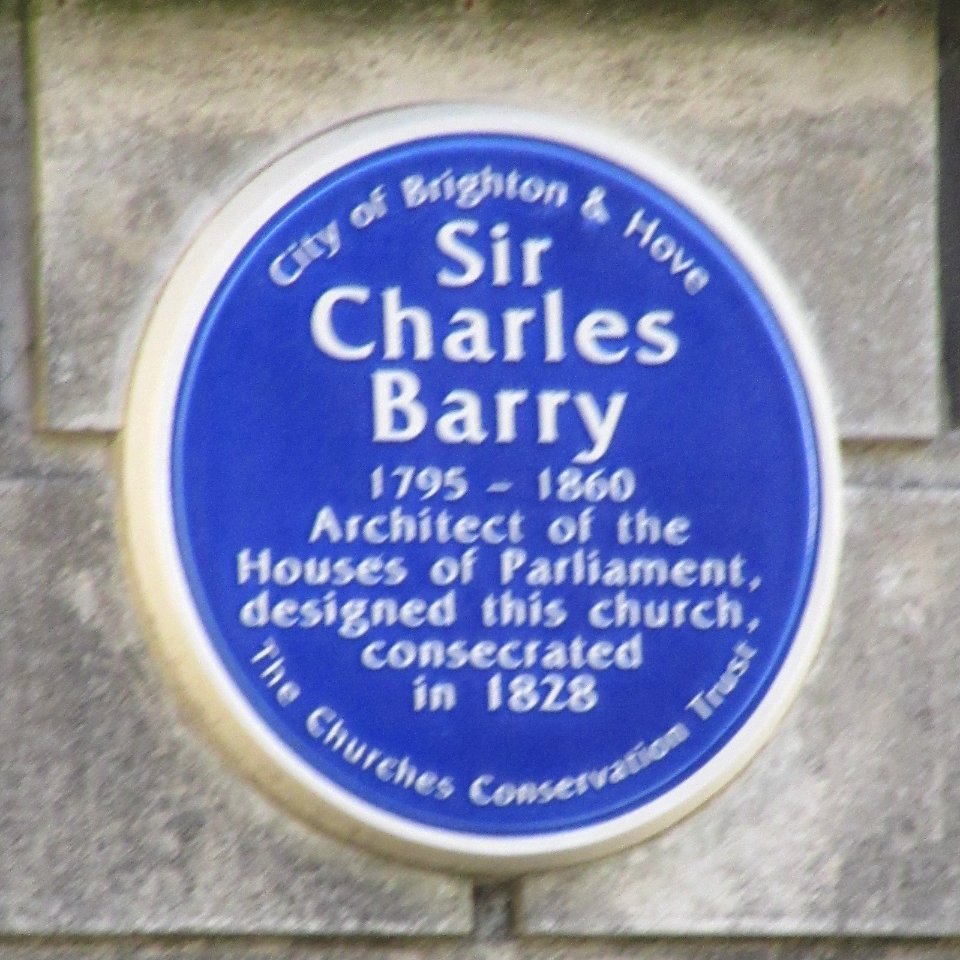 City of Brighton & Hove
Sir
Charles
Barry
1795 - 1860
Architect of the
Houses of Parliament,
designed this church,
consecrated
in 1828
The Churches Conservation Trust